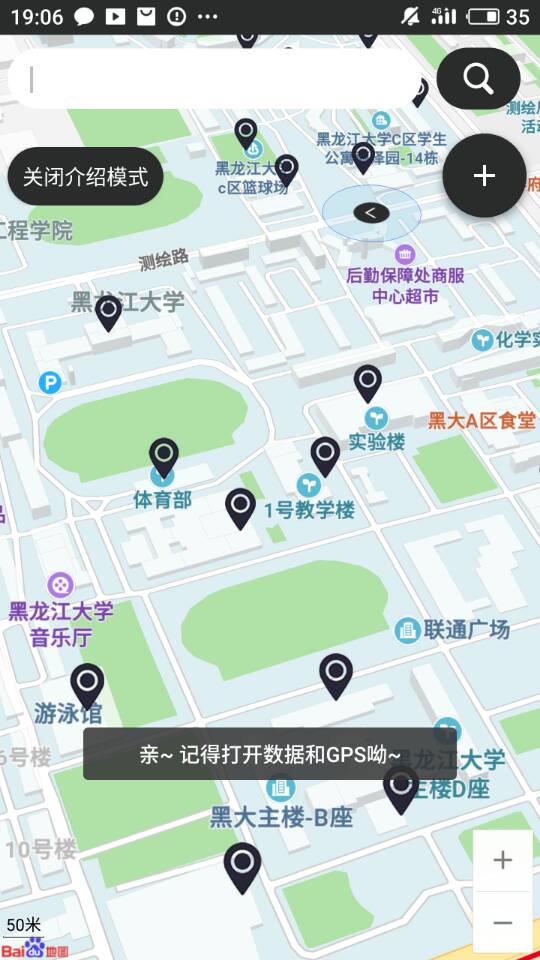 19:06
4G
35
测绘
活动
黑龙江大学C区学生
公寓
泽园-14栋
黑龙江大
c区篮球场
关闭介绍模式
+
工程学院
测绘路
<
后勤保障处商服
中心超市
黑龙江大学
P
化学实
黑大A区食堂
实验楼
体育部
1号教学楼
黑龙江大学
音乐厅
联通广场
游泳馆
亲~ 记得打开数据和GPS呦~
6号楼
黑龙江大学
主楼D座
黑大主楼-B座
10号楼
+
−
50米
Bai du 地图